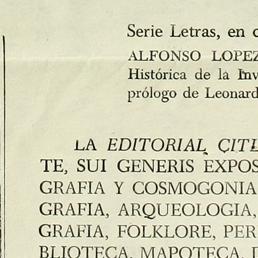 Serie Letras, en c
ALFONSO LOPEZ
Histórica de la Inv
prólogo de Leonard
LA EDITORIAL CITL
TE, SUI GENERIS EXPOS
GRAFIA Y COSMOGONIA
GRAFIA, ARQUEOLOGIA,
GRAFIA, FOLKLORE, PER
BLIOTECA, MAPOTECA, D